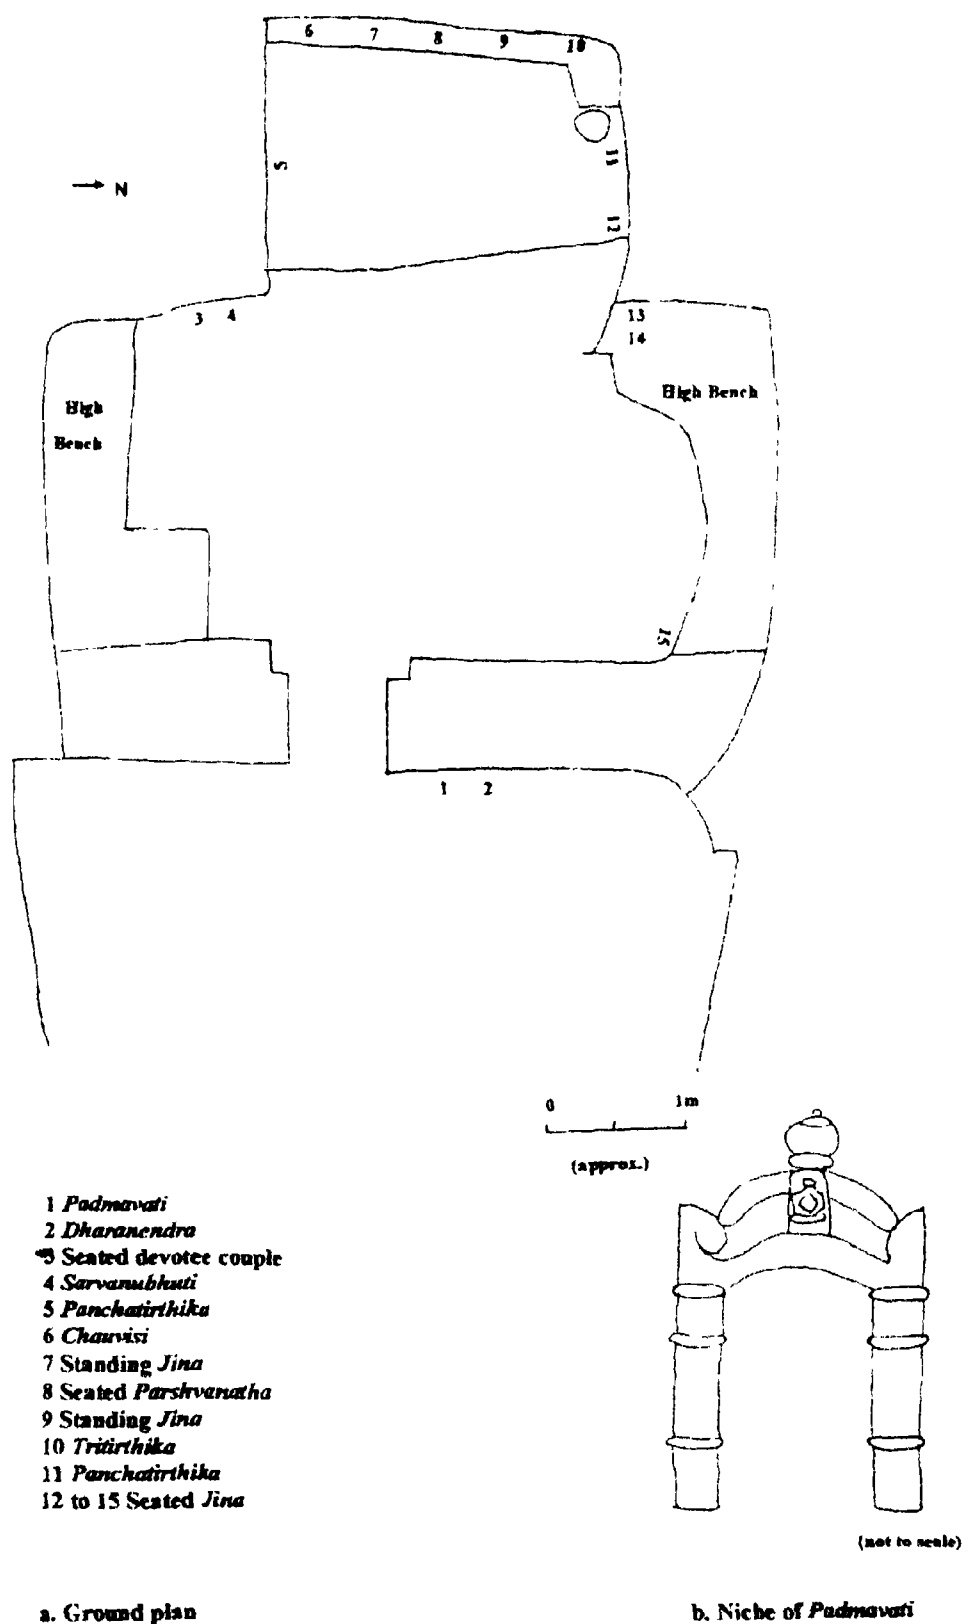 6 7 8 9 10
11
5
N
12
3 4
13
14
High
Bench
High Bench
15
1 2
0 1m
(approx.)
1 Padmavati
2 Dharanendra
3 Seated devotee couple
4 Sarvanubhuti
5 Panchatirthika
6 Chauvisi
7 Standing Jina
8 Seated Parshvanatha
9 Standing Jina
10 Tritirthika
11 Panchatirthika
12 to 15 Seated Jina
(not to scale)
a. Ground plan
b. Niche of Padmavati